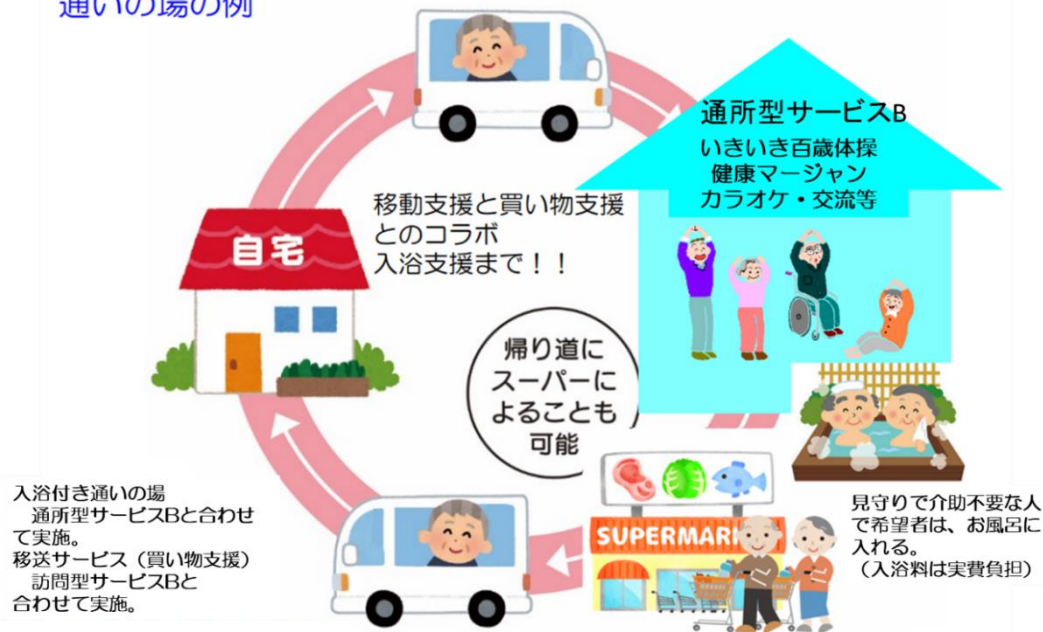 通いの場の例
通所型サービスB
いきいき百歳体操
健康マージャン
カラオケ・交流等
移動支援と買い物支援
とのコラボ
入浴支援まで！！
自宅
帰り道に
スーパーに
よることも
可能
SUPERMAR
入浴付き通いの場
通所型サービスBと合わせ
て実施。
移送サービス（買い物支援）
訪問型サービスBと
合わせて実施。
見守りで介助不要な人
で希望者は、お風呂に
入れる。
（入浴料は実費負担）